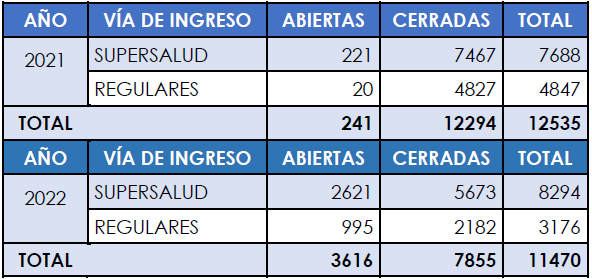 AÑO VÍA DE INGRESO ABIERTAS CERRADAS TOTAL
2021 SUPERSALUD 221 7467 7688
REGULARES 20 4827 4847
TOTAL 241 12294 12535
AÑO VÍA DE INGRESO ABIERTAS CERRADAS TOTAL
2022 SUPERSALUD 2621 5673 8294
REGULARES 995 2182 3176
TOTAL 3616 7855 11470